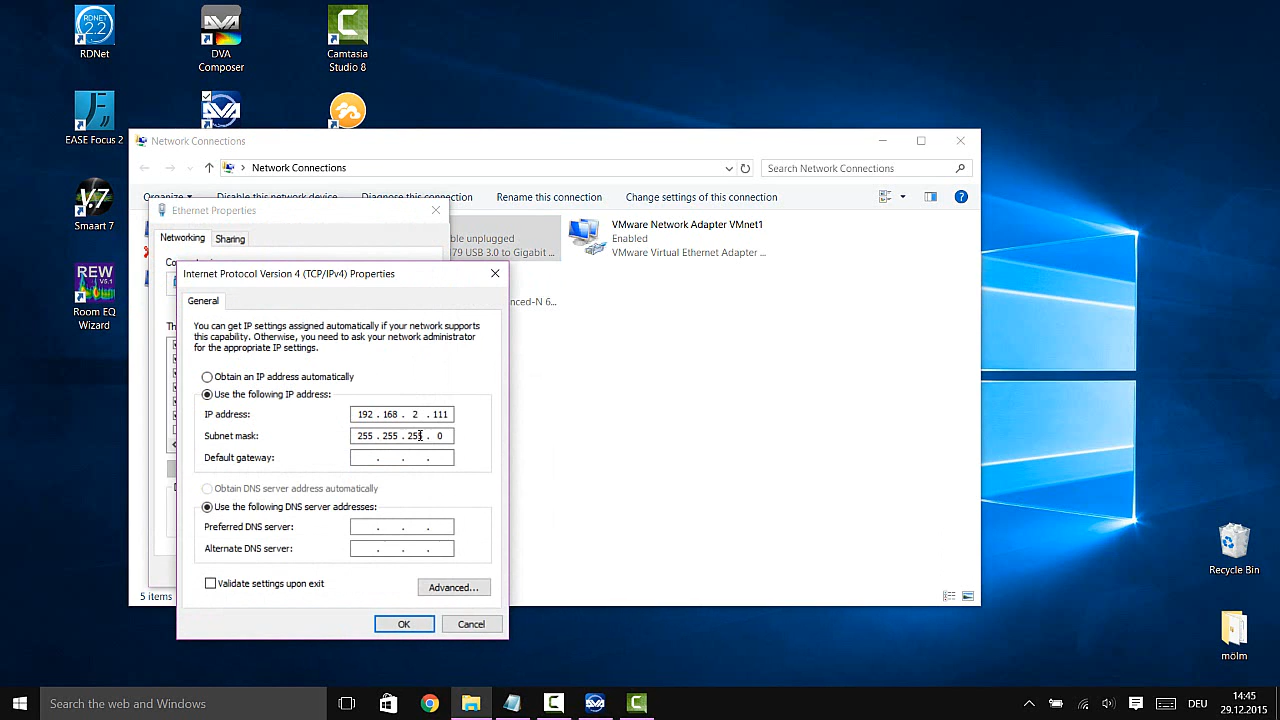 RDNet
2.2
RDNet
DVA
Composer
Camtasia
Studio 8
EASE Focus 2
V.7
Smaart 7
REW
V5.1
Room EQ
Wizard
Network Connections
Network Connections
Search Network Connections
Organize
Disable this network device
Diagnose this connection
Rename this connection
Change settings of this connection
Ethernet Properties
Networking
Sharing
ble unplugged
79 USB 3.0 to Gigabit ...
VMware Network Adapter VMnet1
Enabled
VMware Virtual Ethernet Adapter ...
nced-N 6...
Internet Protocol Version 4 (TCP/IPv4) Properties
General
You can get IP settings assigned automatically if your network supports
this capability. Otherwise, you need to ask your network administrator
for the appropriate IP settings.
Obtain an IP address automatically
Use the following IP address:
IP address: 192 . 168 . 2 . 111
Subnet mask: 255 . 255 . 255 . 0
Default gateway: . . .
Obtain DNS server address automatically
Use the following DNS server addresses:
Preferred DNS server: . . .
Alternate DNS server: . . .
Validate settings upon exit
Advanced...
OK
Cancel
5 items
Recycle Bin
mölm
Search the web and Windows
DEU
14:45
29.12.2015